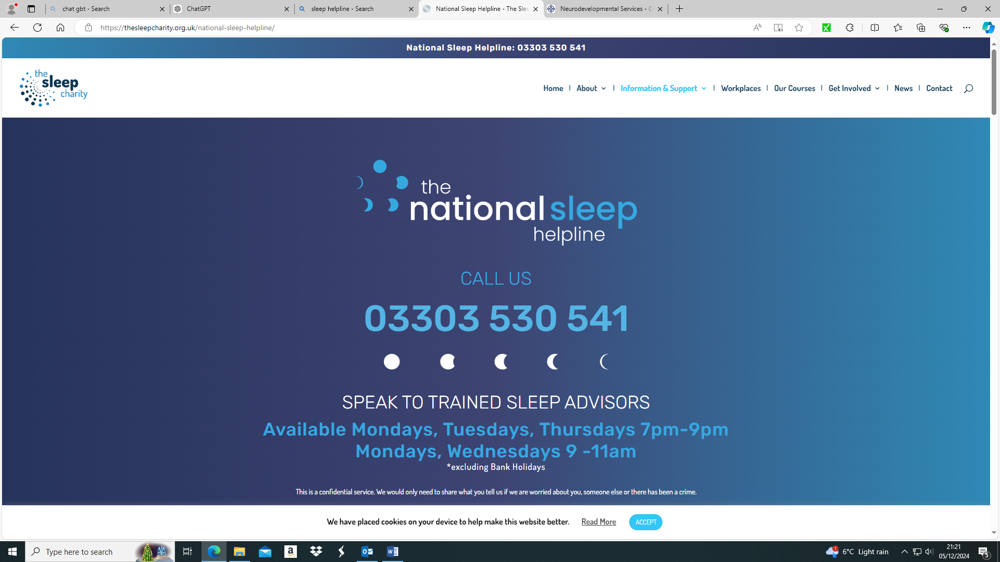 chat gbt - Search
ChatGPT
sleep helpline - Search
National Sleep Helpline - The Slee
Neurodevelopmental Services - C
https://thesleepcharity.org.uk/national-sleep-helpline/
National Sleep Helpline: 03303 530 541
the
sleep
charity
Home
About
Information & Support
Workplaces
Our Courses
Get Involved
News
Contact
the
national sleep
helpline
CALL US
03303 530 541
SPEAK TO TRAINED SLEEP ADVISORS
Available Mondays, Tuesdays, Thursdays 7pm-9pm
Mondays, Wednesdays 9 -11am
*excluding Bank Holidays
This is a confidential service. We would only need to share what you tell us if we are worried about you, someone else or there has been a crime.
We have placed cookies on your device to help make this website better.
Read More
ACCEPT
Type here to search
1
6°C Light rain
21:21
05/12/2024
5